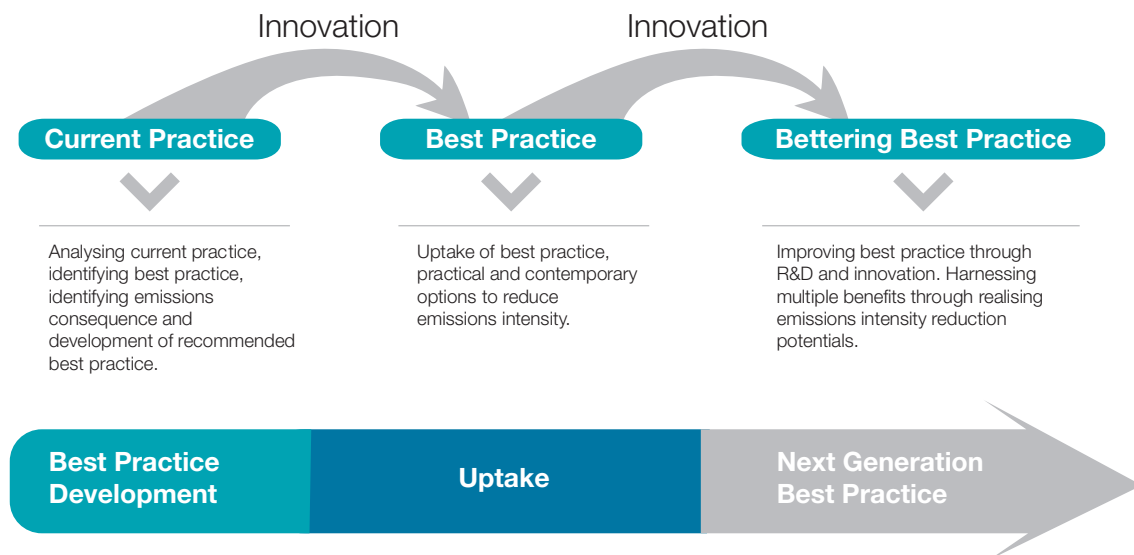 Innovation
Innovation
Current Practice
Best Practice
Bettering Best Practice
Analysing current practice,
identifying best practice,
identifying emissions
consequence and
development of recommended
best practice.
Uptake of best practice,
practical and contemporary
options to reduce
emissions intensity.
Improving best practice through
R&D and innovation. Harnessing
multiple benefits through realising
emissions intensity reduction
potentials.
Best Practice
Development
Uptake
Next Generation
Best Practice